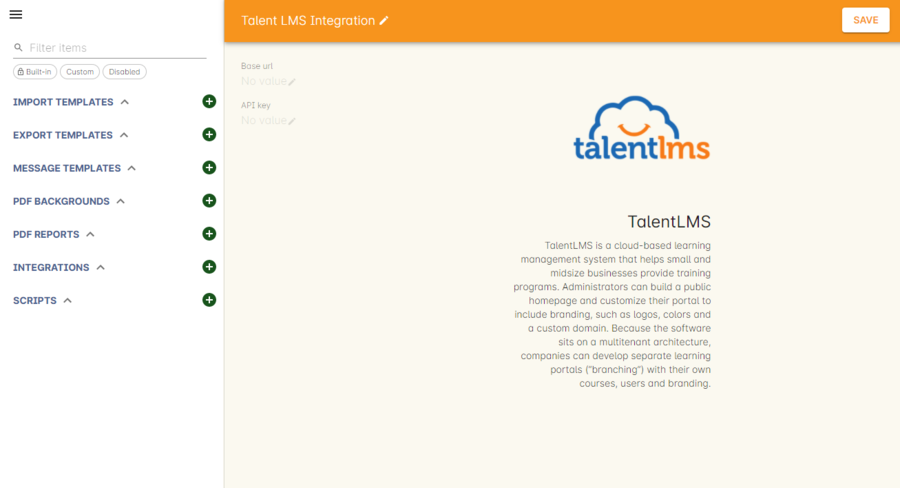 Talent LMS Integration
SAVE
Filter items
Built-in Custom Disabled
IMPORT TEMPLATES
EXPORT TEMPLATES
MESSAGE TEMPLATES
PDF BACKGROUNDS
PDF REPORTS
INTEGRATIONS
SCRIPTS
Base url
No value
API key
No value
talentlms
TalentLMS
TalentLMS is a cloud-based learning
management system that helps small and
midsize businesses provide training
programs. Administrators can build a public
homepage and customize their portal to
include branding, such as logos, colors and
a custom domain. Because the software
sits on a multitenant architecture,
companies can develop separate learning
portals ("branching") with their own
courses, users and branding.